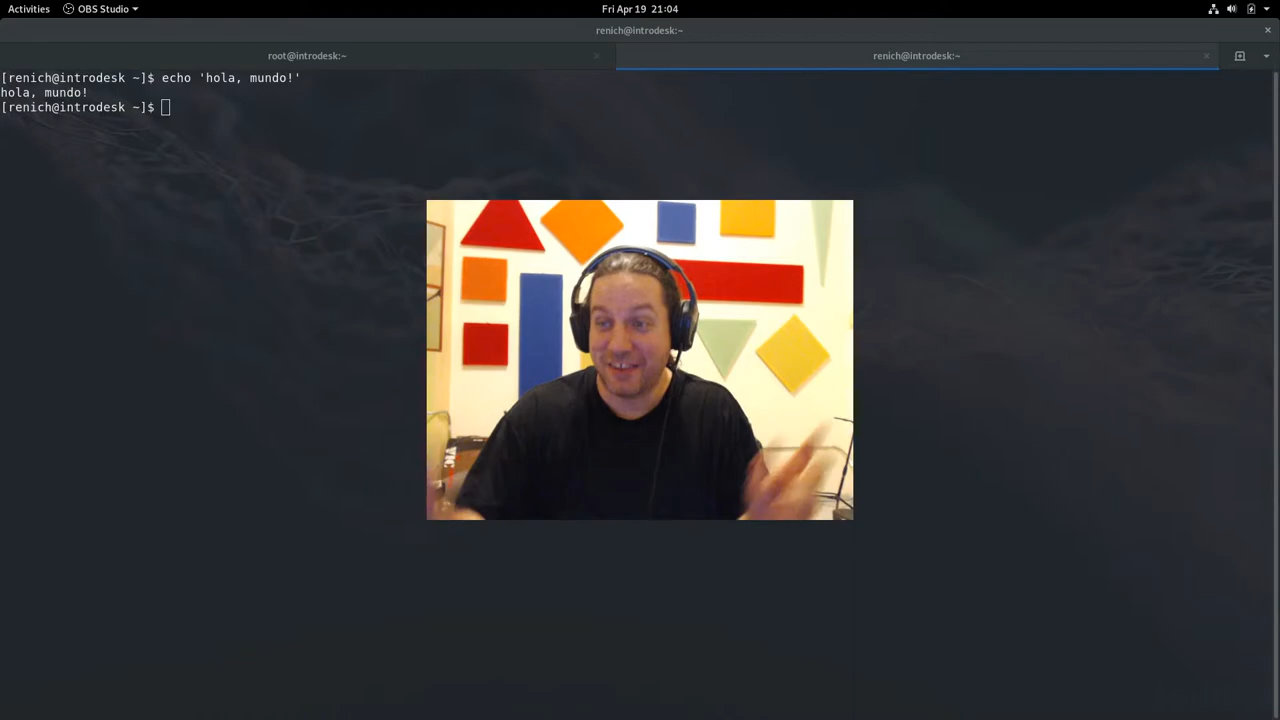 Activities OBS Studio Fri Apr 19 21:04
renich@introdesk:~
root@introdesk:~ renich@introdesk:~
[renich@introdesk ~]$ echo 'hola, mundo!'
hola, mundo!
[renich@introdesk ~]$
VIC